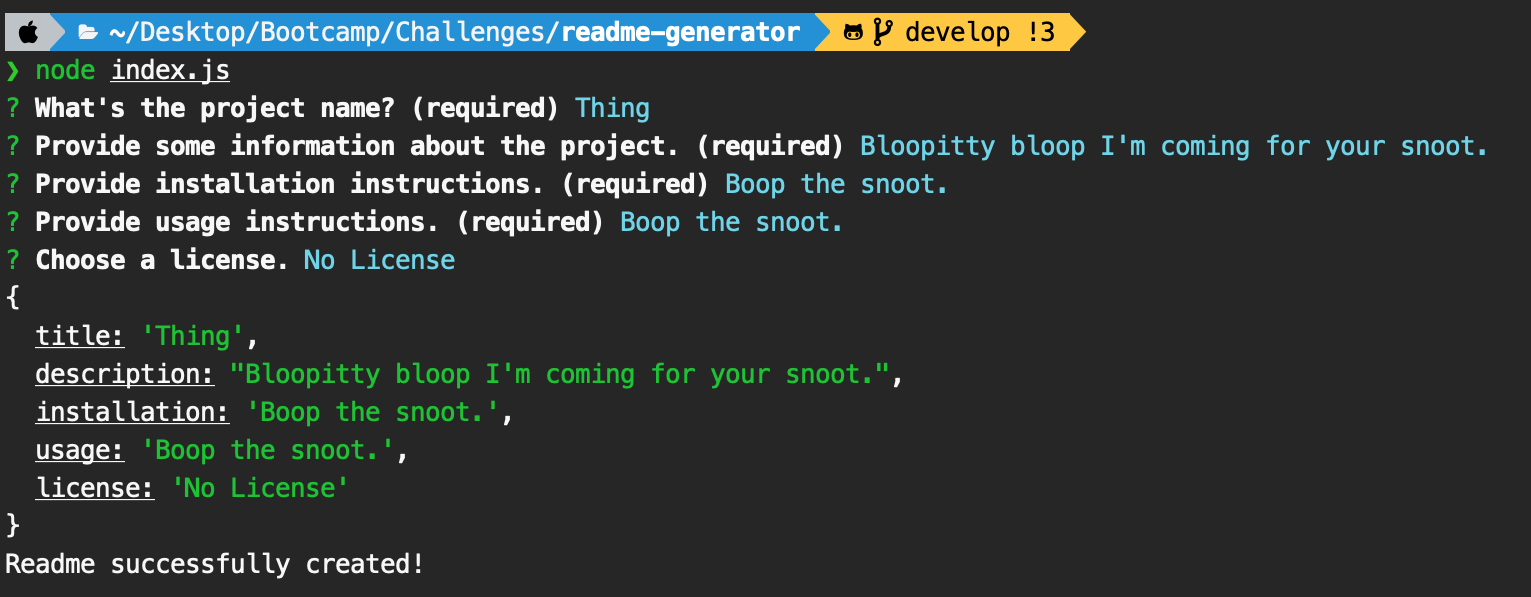 ~/Desktop/Bootcamp/Challenges/readme-generator develop !3
❯ node index.js
? What's the project name? (required) Thing
? Provide some information about the project. (required) Bloopitty bloop I'm coming for your snoot.
? Provide installation instructions. (required) Boop the snoot.
? Provide usage instructions. (required) Boop the snoot.
? Choose a license. No License
{
  title: 'Thing',
  description: "Bloopitty bloop I'm coming for your snoot.",
  installation: 'Boop the snoot.',
  usage: 'Boop the snoot.',
  license: 'No License'
}
Readme successfully created!